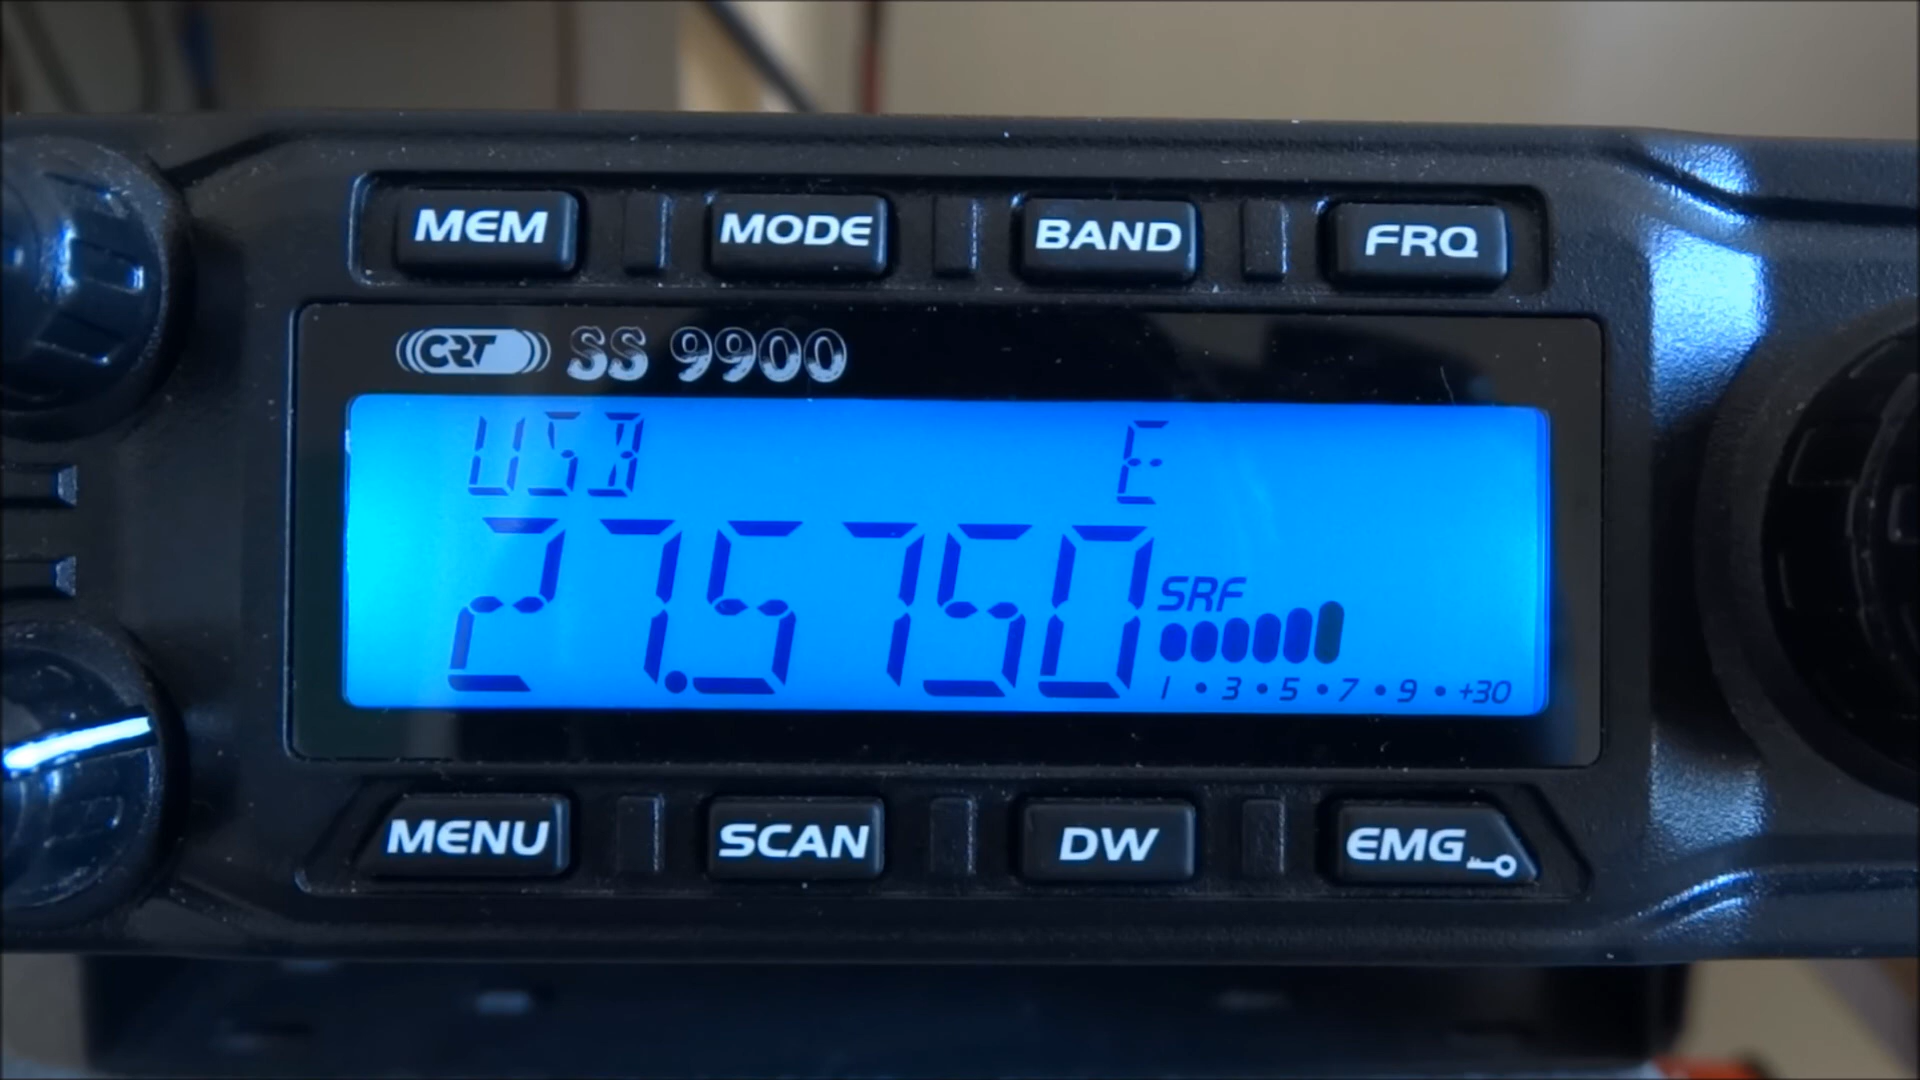 MEM MODE BAND FRQ
CRT SS 9900
USB E
27.5750
SRF
1 • 3 • 5 • 7 • 9 • +30
MENU SCAN DW EMG